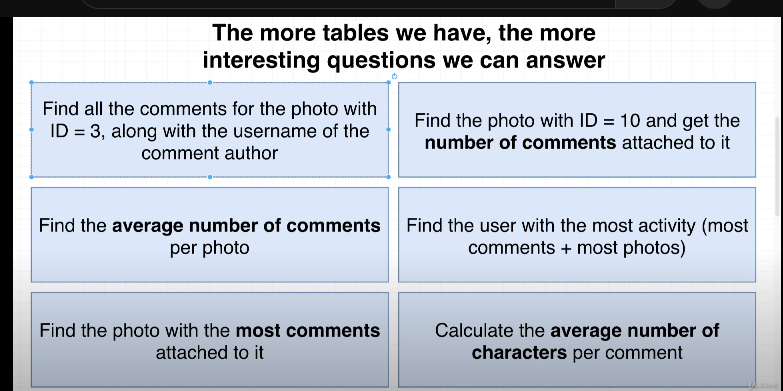 The more tables we have, the more
interesting questions we can answer
Find all the comments for the photo with
ID = 3, along with the username of the
comment author
Find the photo with ID = 10 and get the
number of comments attached to it
Find the average number of comments
per photo
Find the user with the most activity (most
comments + most photos)
Find the photo with the most comments
attached to it
Calculate the average number of
characters per comment